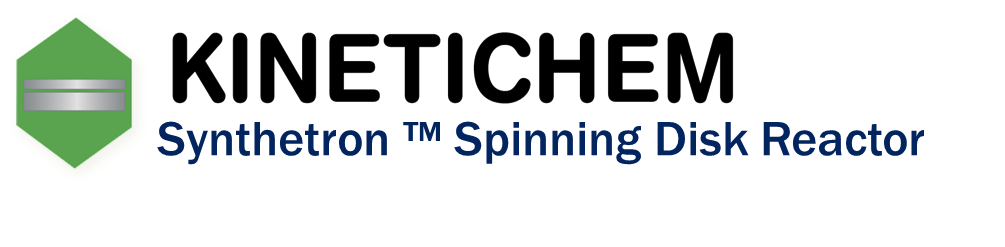 KINETICHEM
Synthetron ™ Spinning Disk Reactor